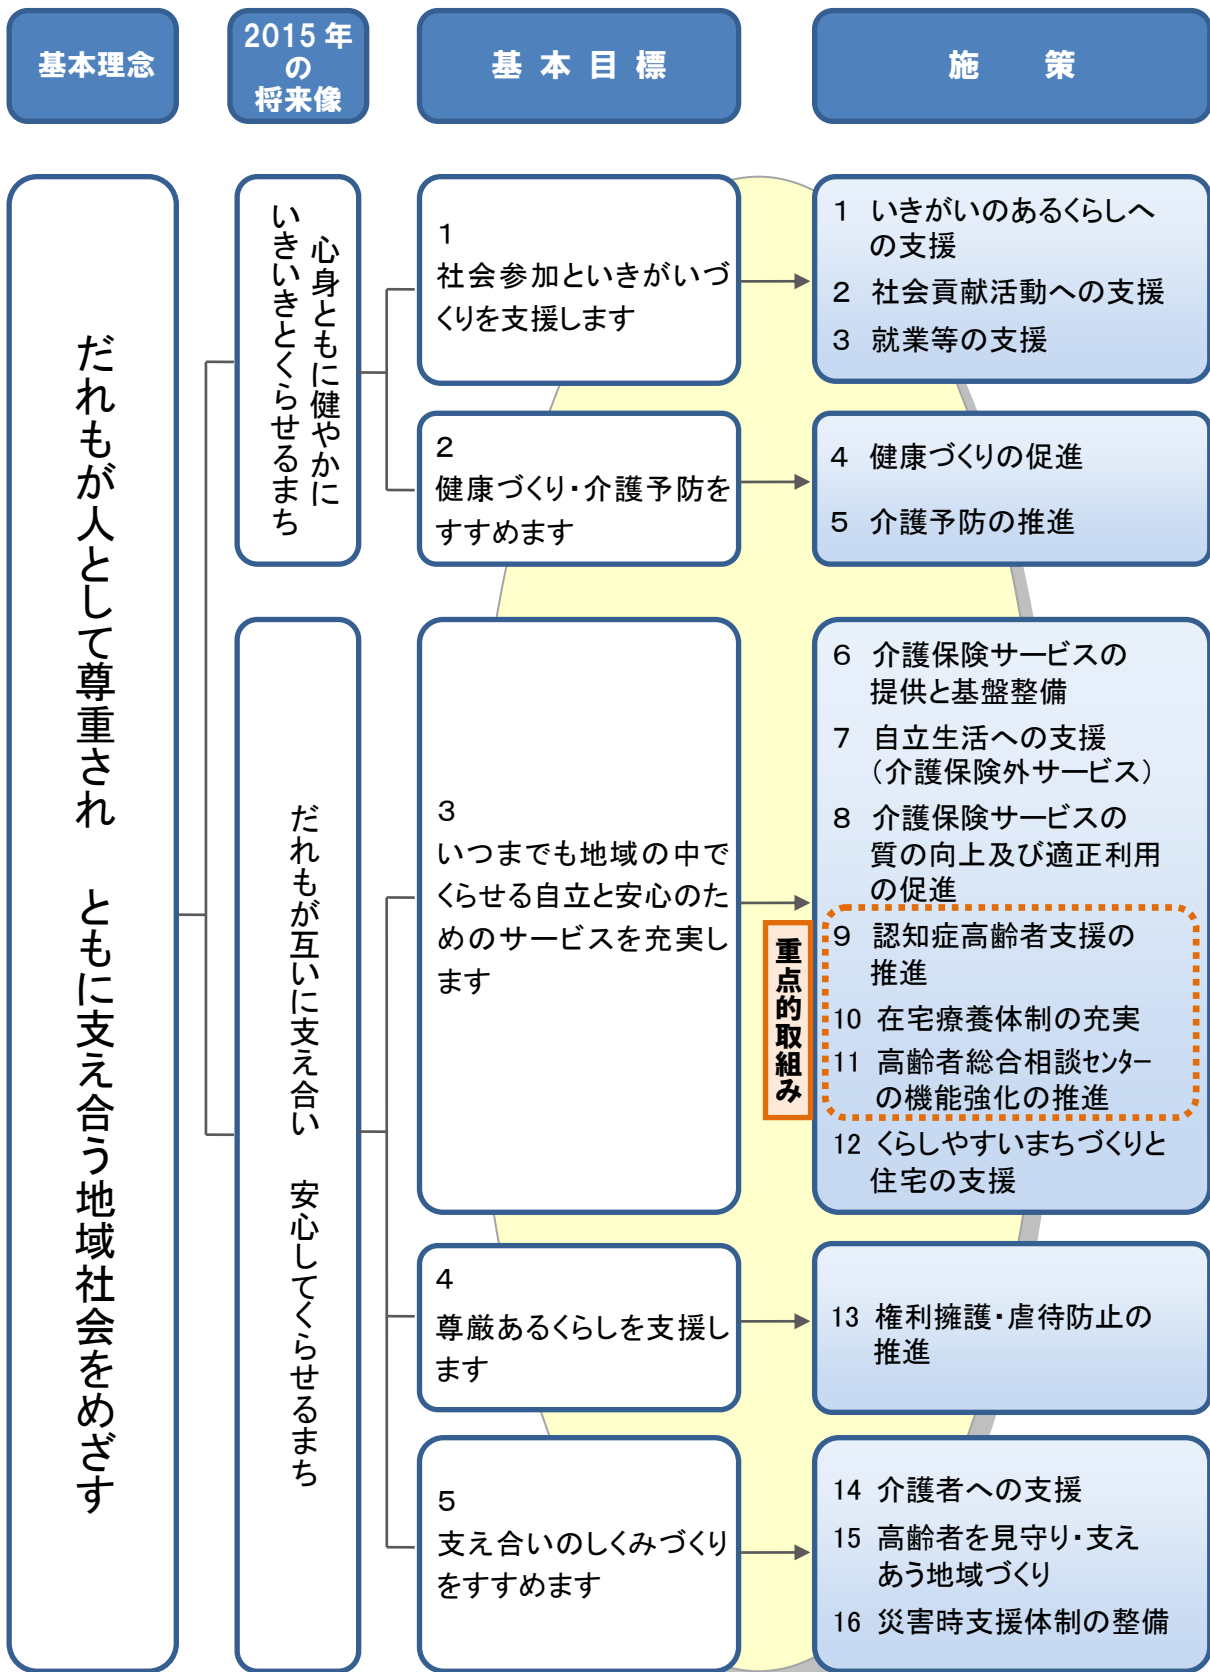 基本理念
2015年
の
将来像
基本目標
施　策
だれもが人として尊重され　ともに支え合う地域社会をめざす
心身ともに健やかに
いきいきとくらせるまち
1
社会参加といきがいづ
くりを支援します
1 いきがいのあるくらしへ
の支援
2 社会貢献活動への支援
3 就業等の支援
2
健康づくり・介護予防を
すすめます
4 健康づくりの促進
5 介護予防の推進
だれもが互いに支え合い　安心してくらせるまち
3
いつまでも地域の中で
くらせる自立と安心のた
めのサービスを充実し
ます
6 介護保険サービスの
提供と基盤整備
7 自立生活への支援
（介護保険外サービス）
8 介護保険サービスの
質の向上及び適正利用
の促進
重点的取組み
9 認知症高齢者支援の
推進
10 在宅療養体制の充実
11 高齢者総合相談センター
の機能強化の推進
12 くらしやすいまちづくりと
住宅の支援
4
尊厳あるくらしを支援し
ます
13 権利擁護・虐待防止の
推進
5
支え合いのしくみづくり
をすすめます
14 介護者への支援
15 高齢者を見守り・支え
あう地域づくり
16 災害時支援体制の整備